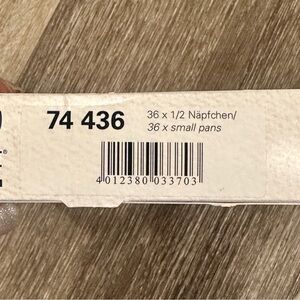 74 436
36 x 1/2 Näpfchen/
36 x small pans
4 012380 033703